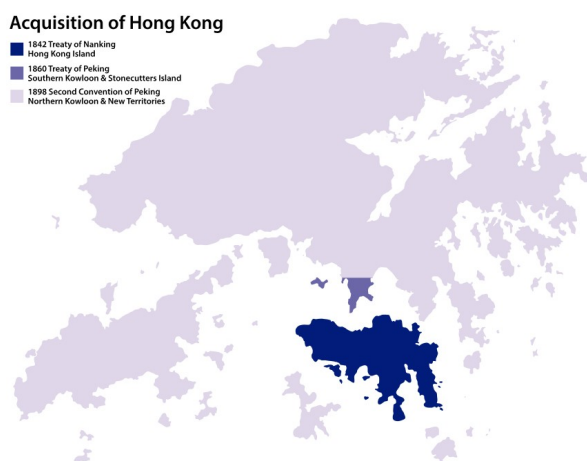 Acquisition of Hong Kong
1842 Treaty of Nanking
Hong Kong Island
1860 Treaty of Peking
Southern Kowloon & Stonecutters Island
1898 Second Convention of Peking
Northern Kowloon & New Territories